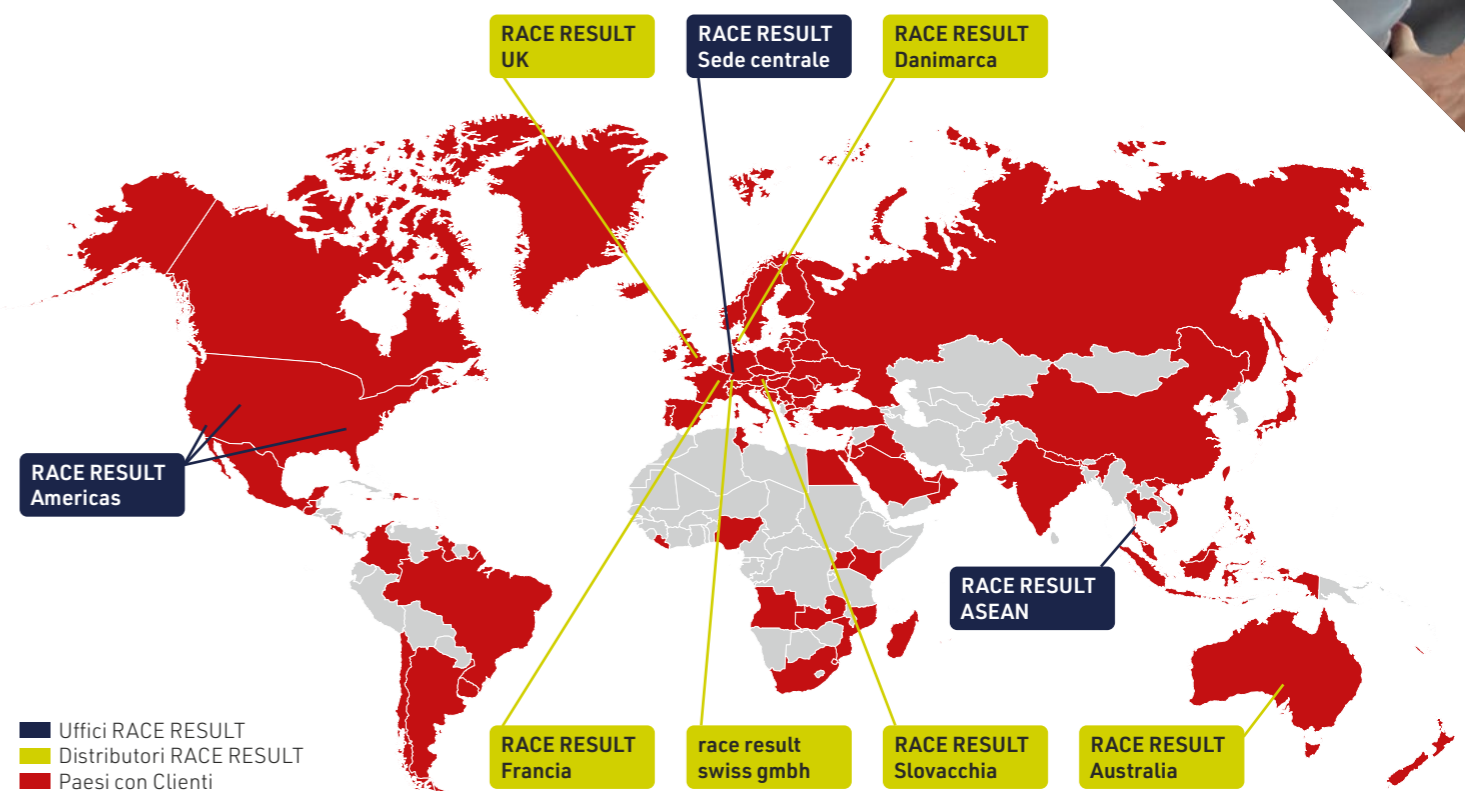 RACE RESULT
UK
RACE RESULT
Sede centrale
RACE RESULT
Danimarca
RACE RESULT
Americas
RACE RESULT
ASEAN
Uffici RACE RESULT
Distributori RACE RESULT
Paesi con Clienti
RACE RESULT
Francia
race result
swiss gmbh
RACE RESULT
Slovacchia
RACE RESULT
Australia